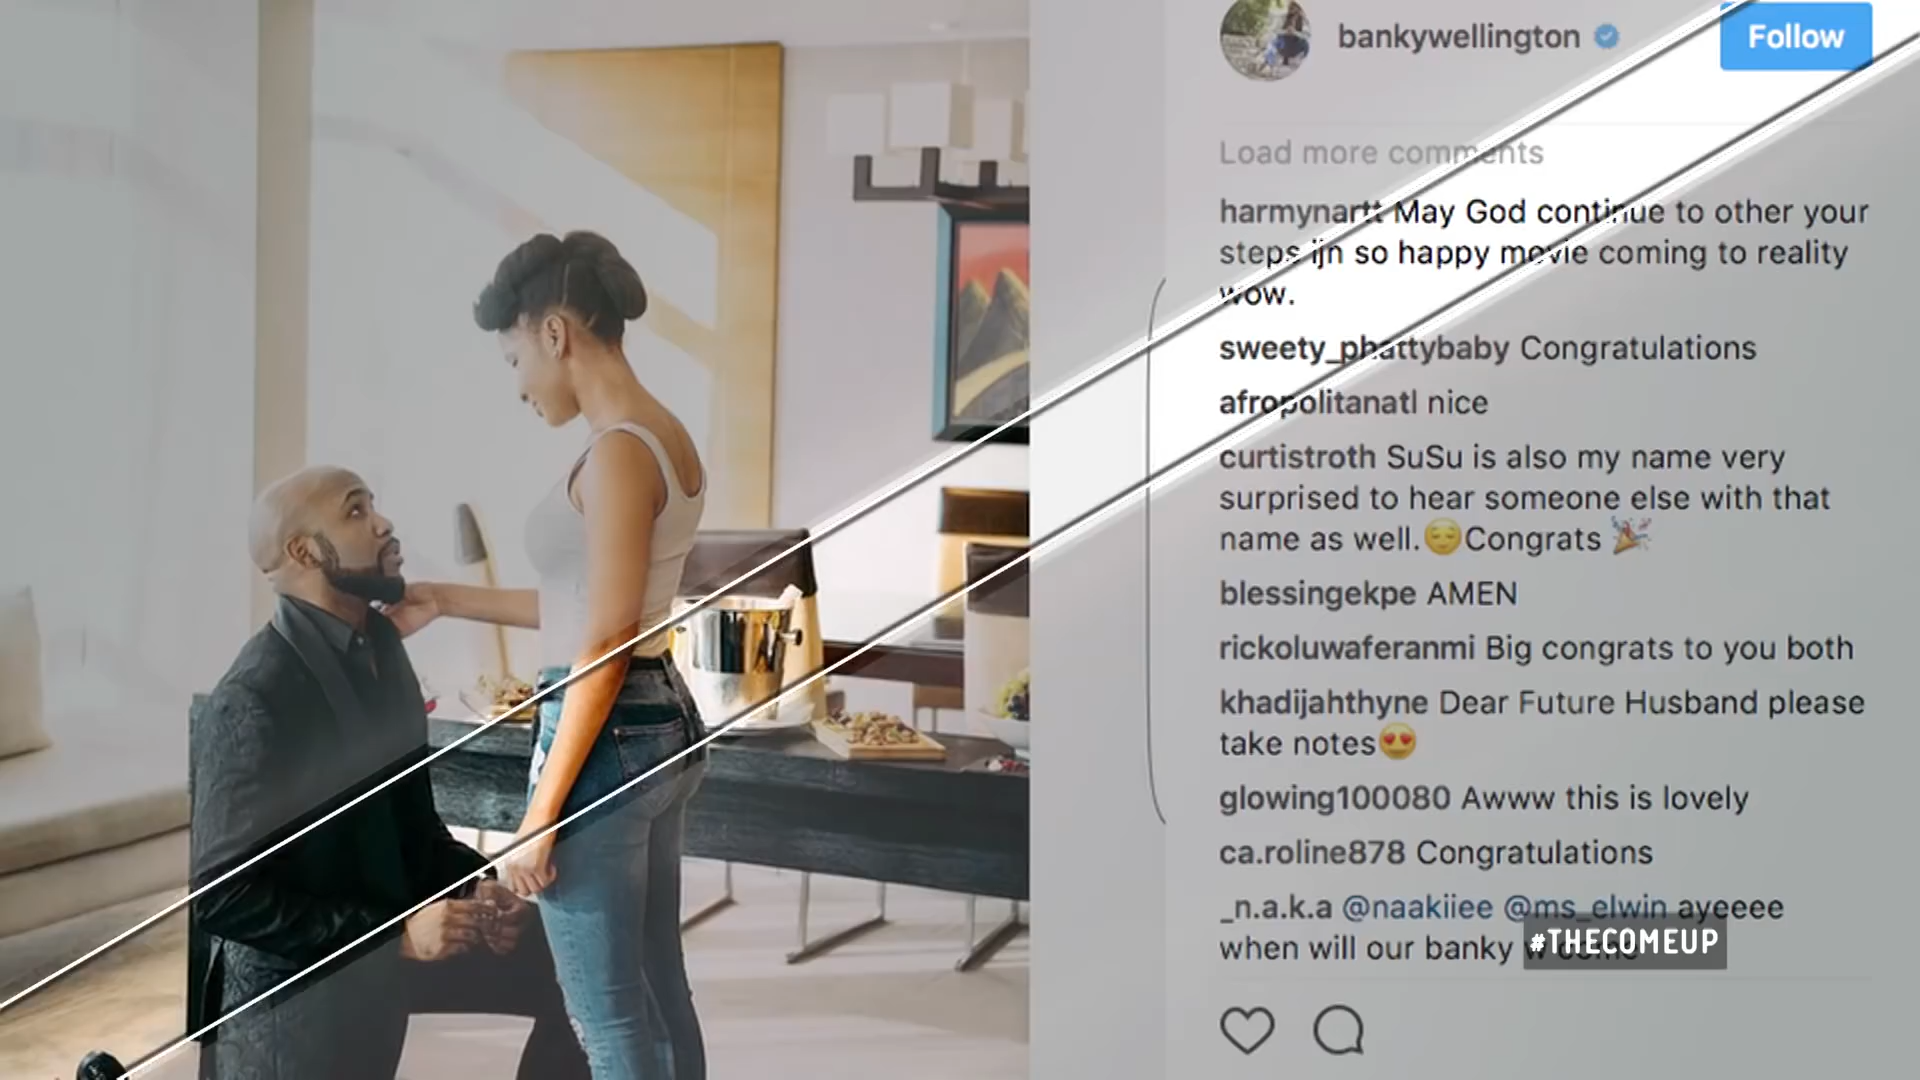 bankywellington
Follow
Load more comments
harmynartt May God continue to other your
steps ijn so happy movie coming to reality
wow.
sweety_phattybaby Congratulations
afropolitanatl nice
curtistroth SuSu is also my name very
surprised to hear someone else with that
name as well.😌Congrats 🎉
blessingekpe AMEN
rickoluwaferanmi Big congrats to you both
khadijahthyne Dear Future Husband please
take notes😍
glowing100080 Awww this is lovely
ca.roline878 Congratulations
_n.a.k.a @naakiiee @ms_elwin ayeeee
when will our banky w come
#THECOMEUP